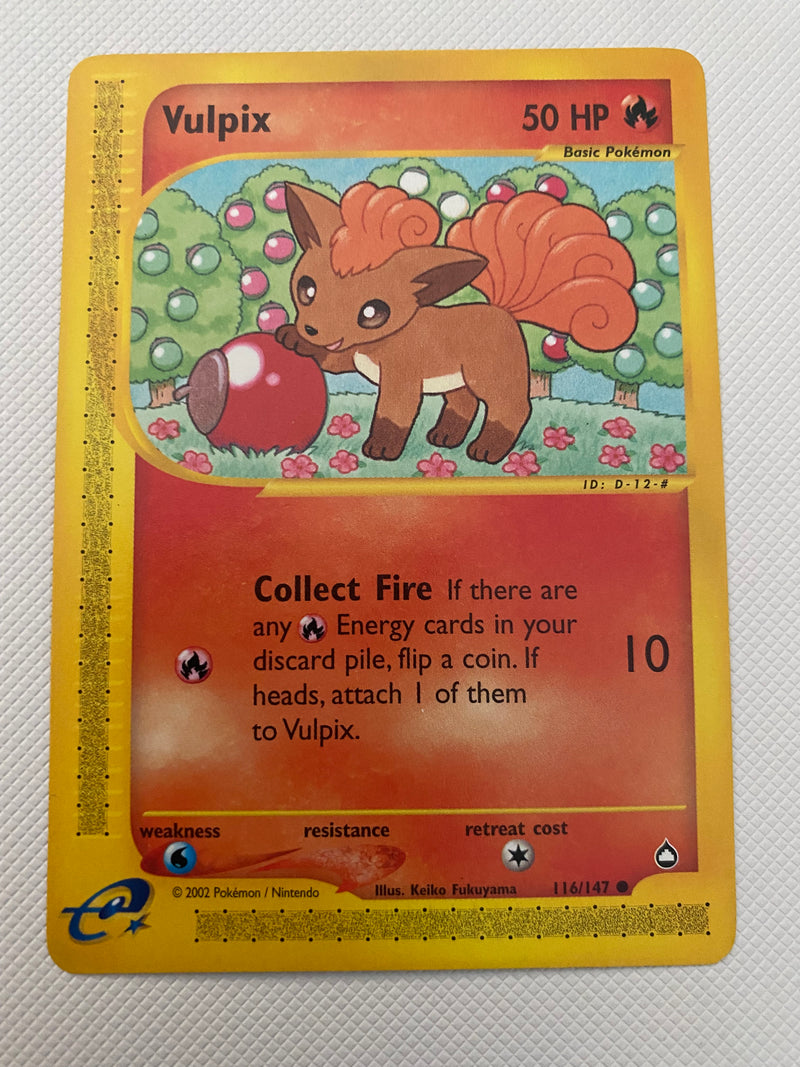 Vulpix
50 HP
Basic Pokémon
ID: D-12-#
Collect Fire If there are
any Energy cards in your
discard pile, flip a coin. If
heads, attach 1 of them
to Vulpix.
10
weakness resistance retreat cost
© 2002 Pokémon / Nintendo Illus. Keiko Fukuyama 116/147 ●
e